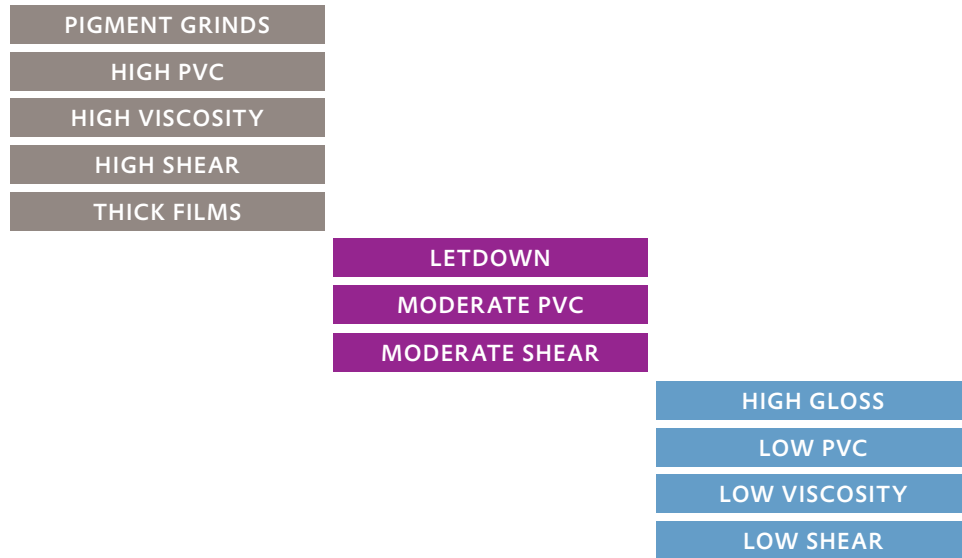 PIGMENT GRINDS
HIGH PVC
HIGH VISCOSITY
HIGH SHEAR
THICK FILMS
LETDOWN
MODERATE PVC
MODERATE SHEAR
HIGH GLOSS
LOW PVC
LOW VISCOSITY
LOW SHEAR